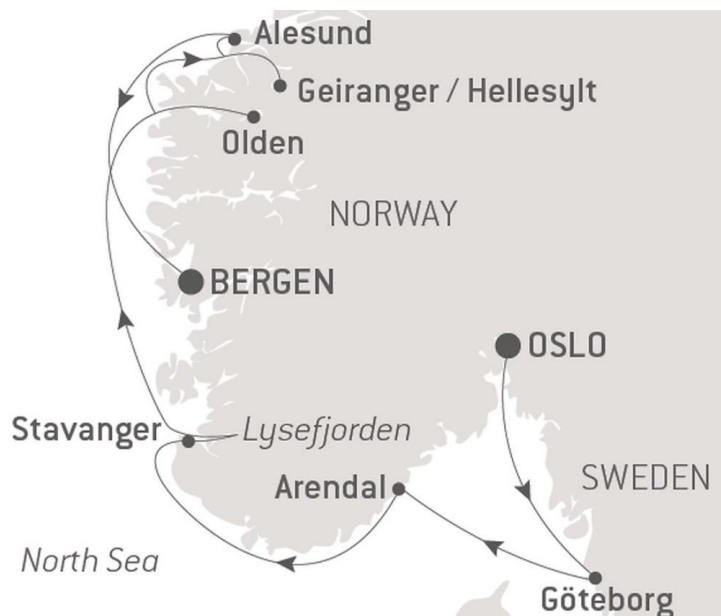 Alesund
Geiranger / Hellesylt
Olden
NORWAY
BERGEN
OSLO
Stavanger
Lysefjorden
Arendal
SWEDEN
North Sea
Göteborg